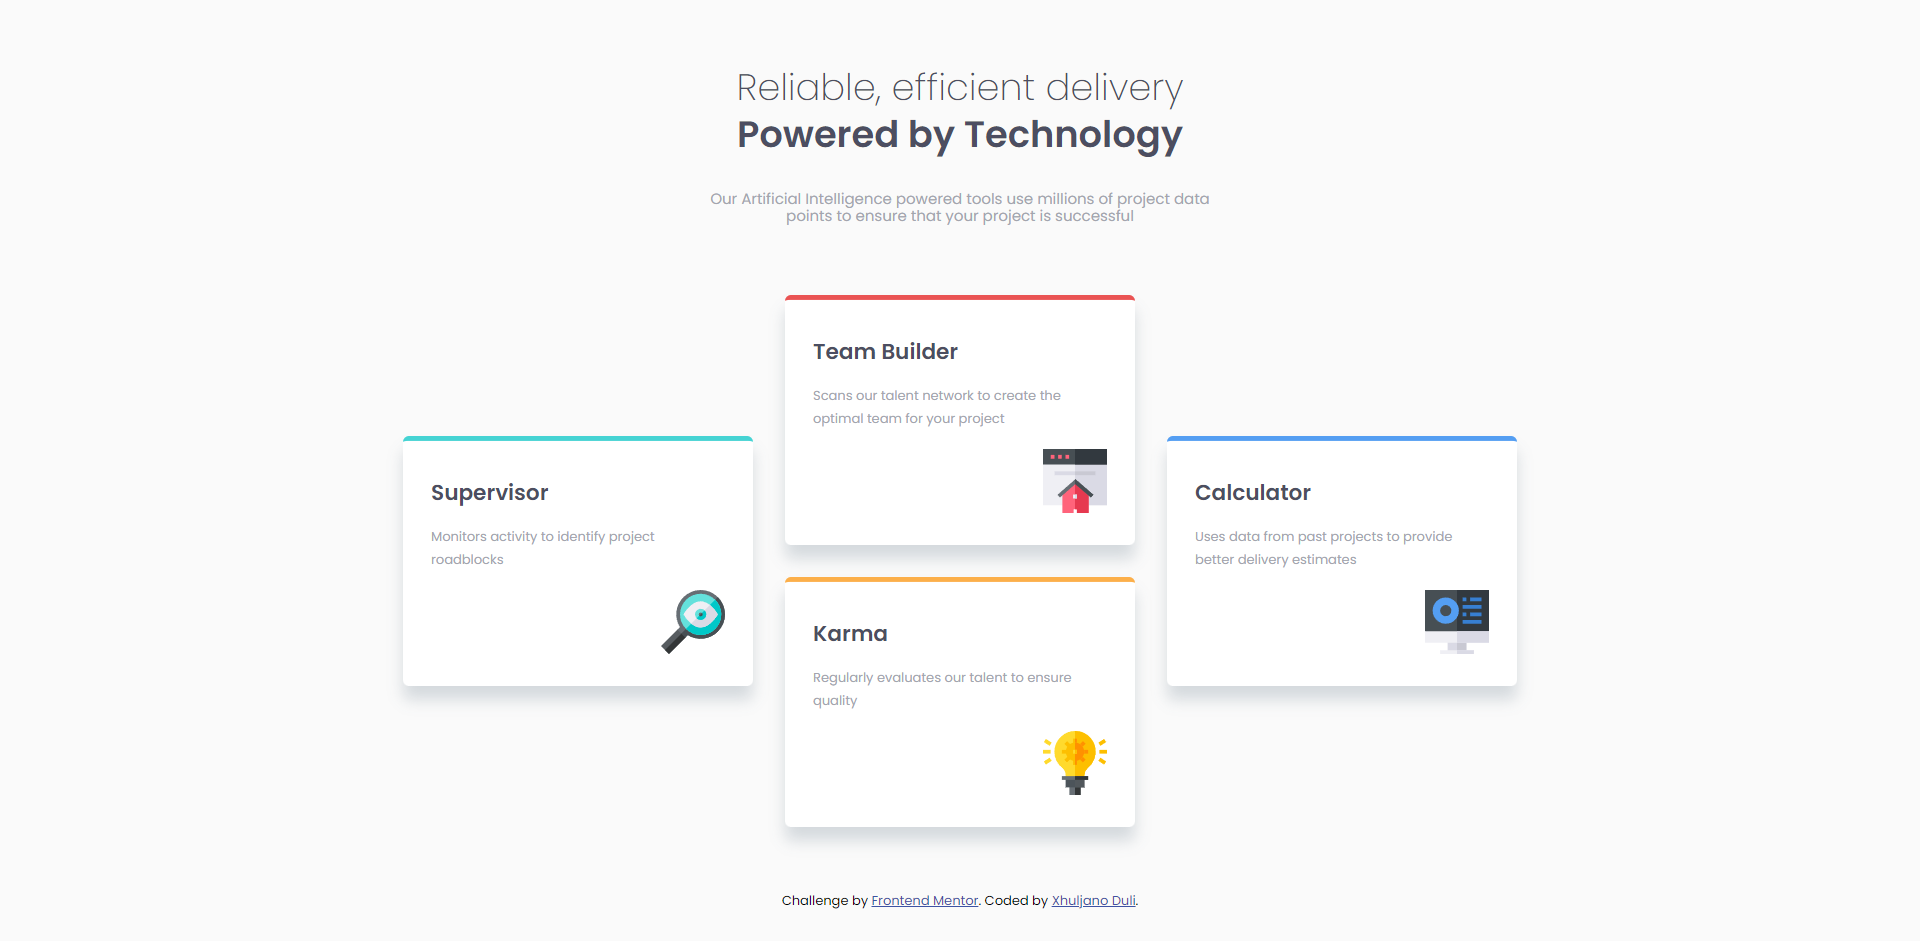 Reliable, efficient delivery
Powered by Technology
Our Artificial Intelligence powered tools use millions of project data
points to ensure that your project is successful
Team Builder
Scans our talent network to create the
optimal team for your project
Supervisor
Monitors activity to identify project
roadblocks
Calculator
Uses data from past projects to provide
better delivery estimates
Karma
Regularly evaluates our talent to ensure
quality
Challenge by Frontend Mentor. Coded by Xhuljano Duli.